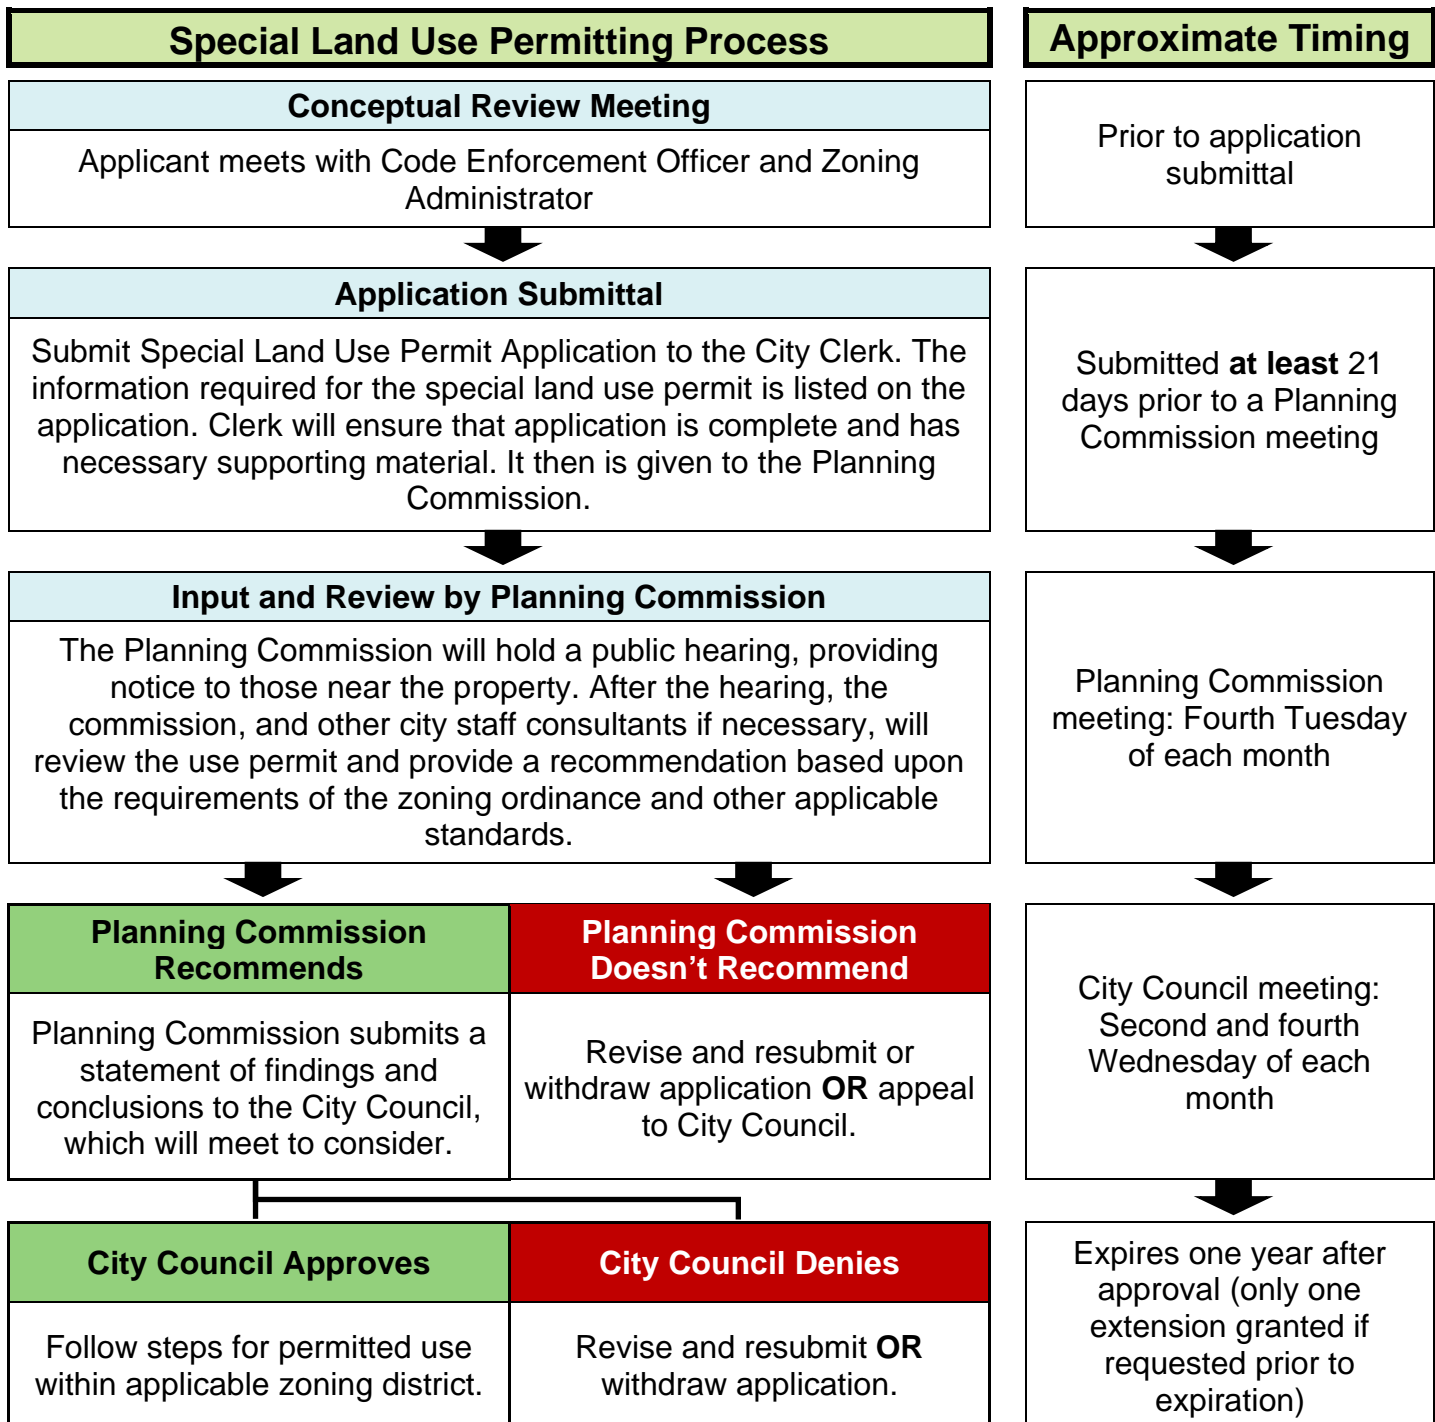 Special Land Use Permitting Process
Approximate Timing
Conceptual Review Meeting
Applicant meets with Code Enforcement Officer and Zoning
Administrator
Prior to application
submittal
Application Submittal
Submit Special Land Use Permit Application to the City Clerk. The
information required for the special land use permit is listed on the
application. Clerk will ensure that application is complete and has
necessary supporting material. It then is given to the Planning
Commission.
Submitted at least 21
days prior to a Planning
Commission meeting
Input and Review by Planning Commission
The Planning Commission will hold a public hearing, providing
notice to those near the property. After the hearing, the
commission, and other city staff consultants if necessary, will
review the use permit and provide a recommendation based upon
the requirements of the zoning ordinance and other applicable
standards.
Planning Commission
meeting: Fourth Tuesday
of each month
Planning Commission
Recommends
Planning Commission submits a
statement of findings and
conclusions to the City Council,
which will meet to consider.
Planning Commission
Doesn't Recommend
Revise and resubmit or
withdraw application OR appeal
to City Council.
City Council meeting:
Second and fourth
Wednesday of each
month
City Council Approves
Follow steps for permitted use
within applicable zoning district.
City Council Denies
Revise and resubmit OR
withdraw application.
Expires one year after
approval (only one
extension granted if
requested prior to
expiration)